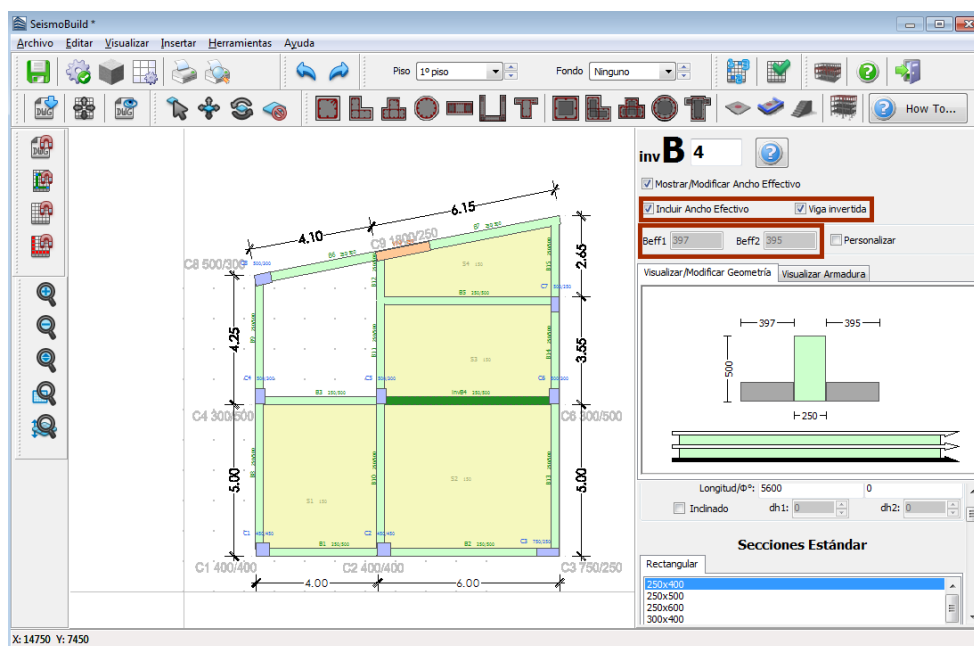 SeismoBuild *
Archivo Editar Visualizar Insertar Herramientas Ayuda
Piso 1º piso Fondo Ninguno
DWG DWG How To...
DWG
inv B 4
Mostrar/Modificar Ancho Effectivo
Incluir Ancho Efectivo Viga invertida
Beff1 397 Beff2 395 Personalizar
Visualizar/Modificar Geometría Visualizar Armadura
397 395
500
250
Longitud/Φº: 5600 0
Inclinado dh1: 0 dh2: 0
Secciones Estándar
Rectangular
250x400
250x500
250x600
300x400
6.15
4.10
C9 1800/250
C8 500/300
2.65
4.25
3.55
C4 300/500
C6 300/500
5.00
5.00
C1 400/400 C2 400/400 C3 750/250
4.00 6.00
X: 14750 Y: 7450